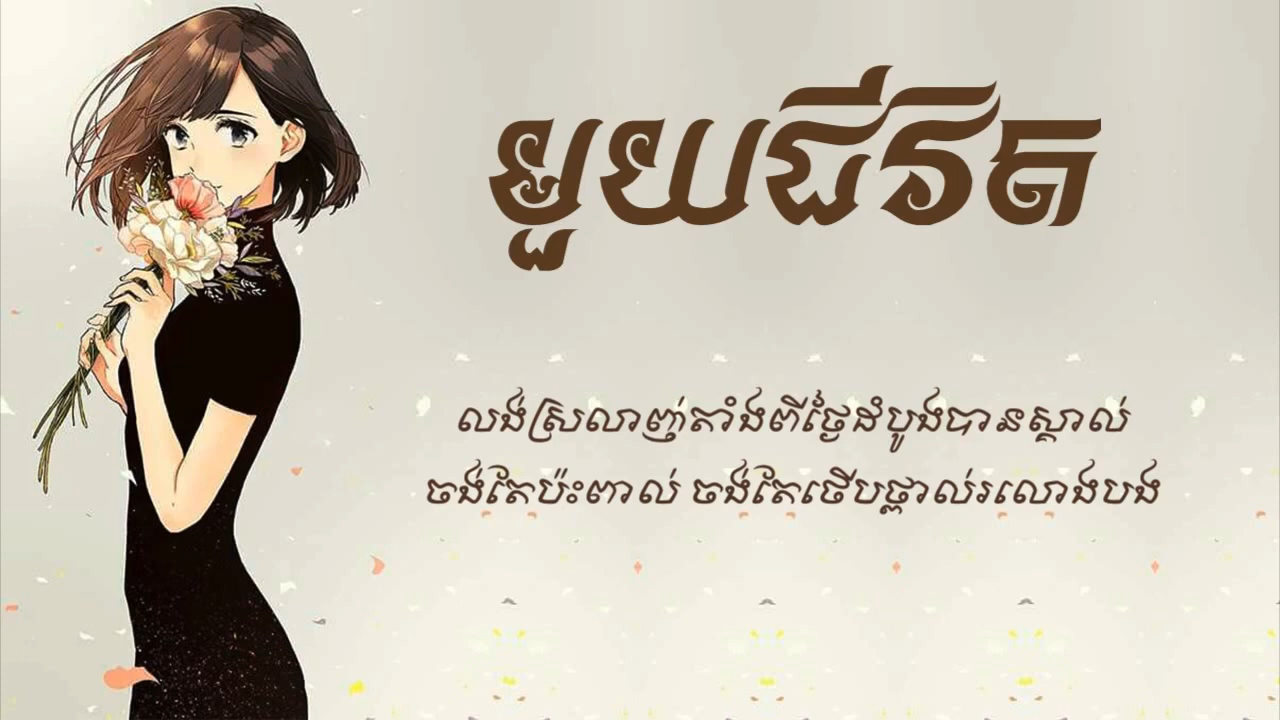 មួយជីវិត
លង់ស្រលាញ់តាំងពីថ្ងៃដំបូងបានស្គាល់
ចង់តែប៉ះពាល់ ចង់តែថើបថ្ពាល់រលោងបង